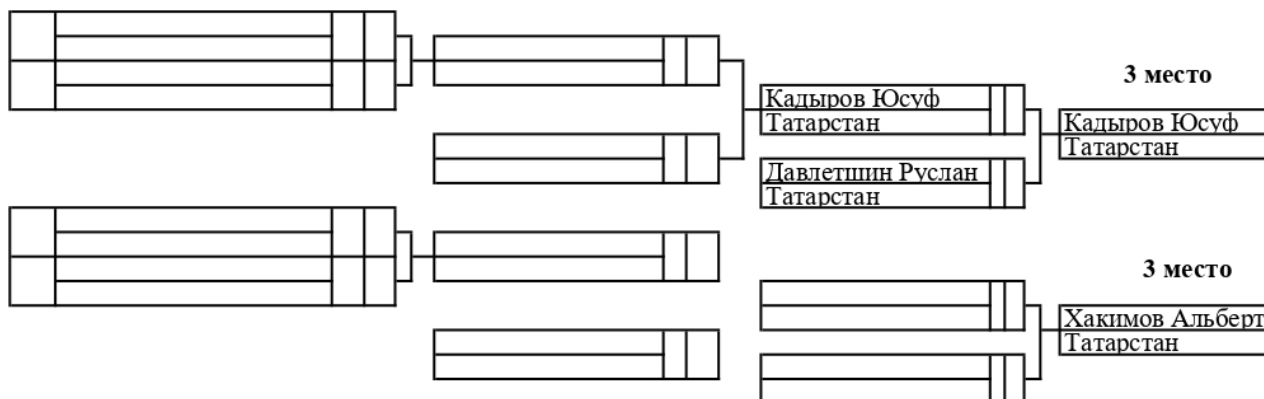 3 место
Кадыров Юсуф
Татарстан
Кадыров Юсуф
Татарстан
Давлетшин Руслан
Татарстан
3 место
Хакимов Альберт
Татарстан